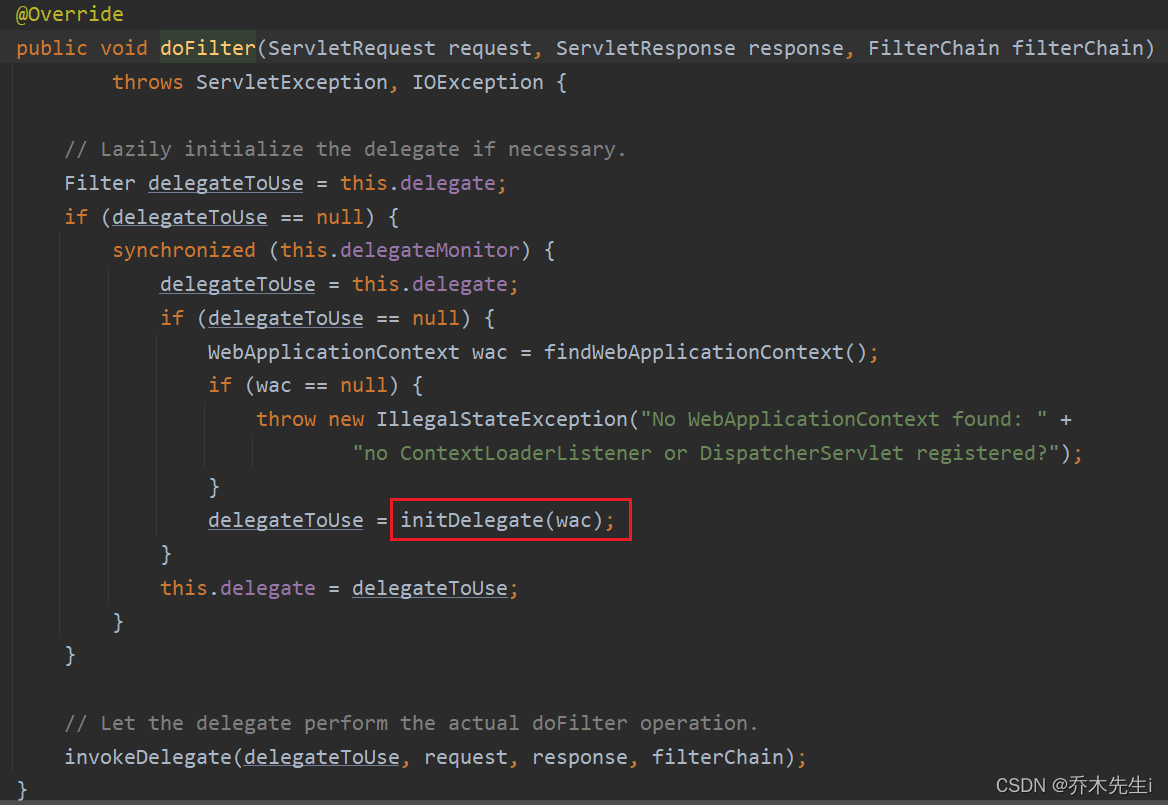 @Override
public void doFilter(ServletRequest request, ServletResponse response, FilterChain filterChain)
        throws ServletException, IOException {
    // Lazily initialize the delegate if necessary.
    Filter delegateToUse = this.delegate;
    if (delegateToUse == null) {
        synchronized (this.delegateMonitor) {
            delegateToUse = this.delegate;
            if (delegateToUse == null) {
                WebApplicationContext wac = findWebApplicationContext();
                if (wac == null) {
                    throw new IllegalStateException("No WebApplicationContext found: " +
                            "no ContextLoaderListener or DispatcherServlet registered?");
                }
                delegateToUse = initDelegate(wac);
            }
            this.delegate = delegateToUse;
        }
    }
    // Let the delegate perform the actual doFilter operation.
    invokeDelegate(delegateToUse, request, response, filterChain);
}
CSDN @乔木先生i